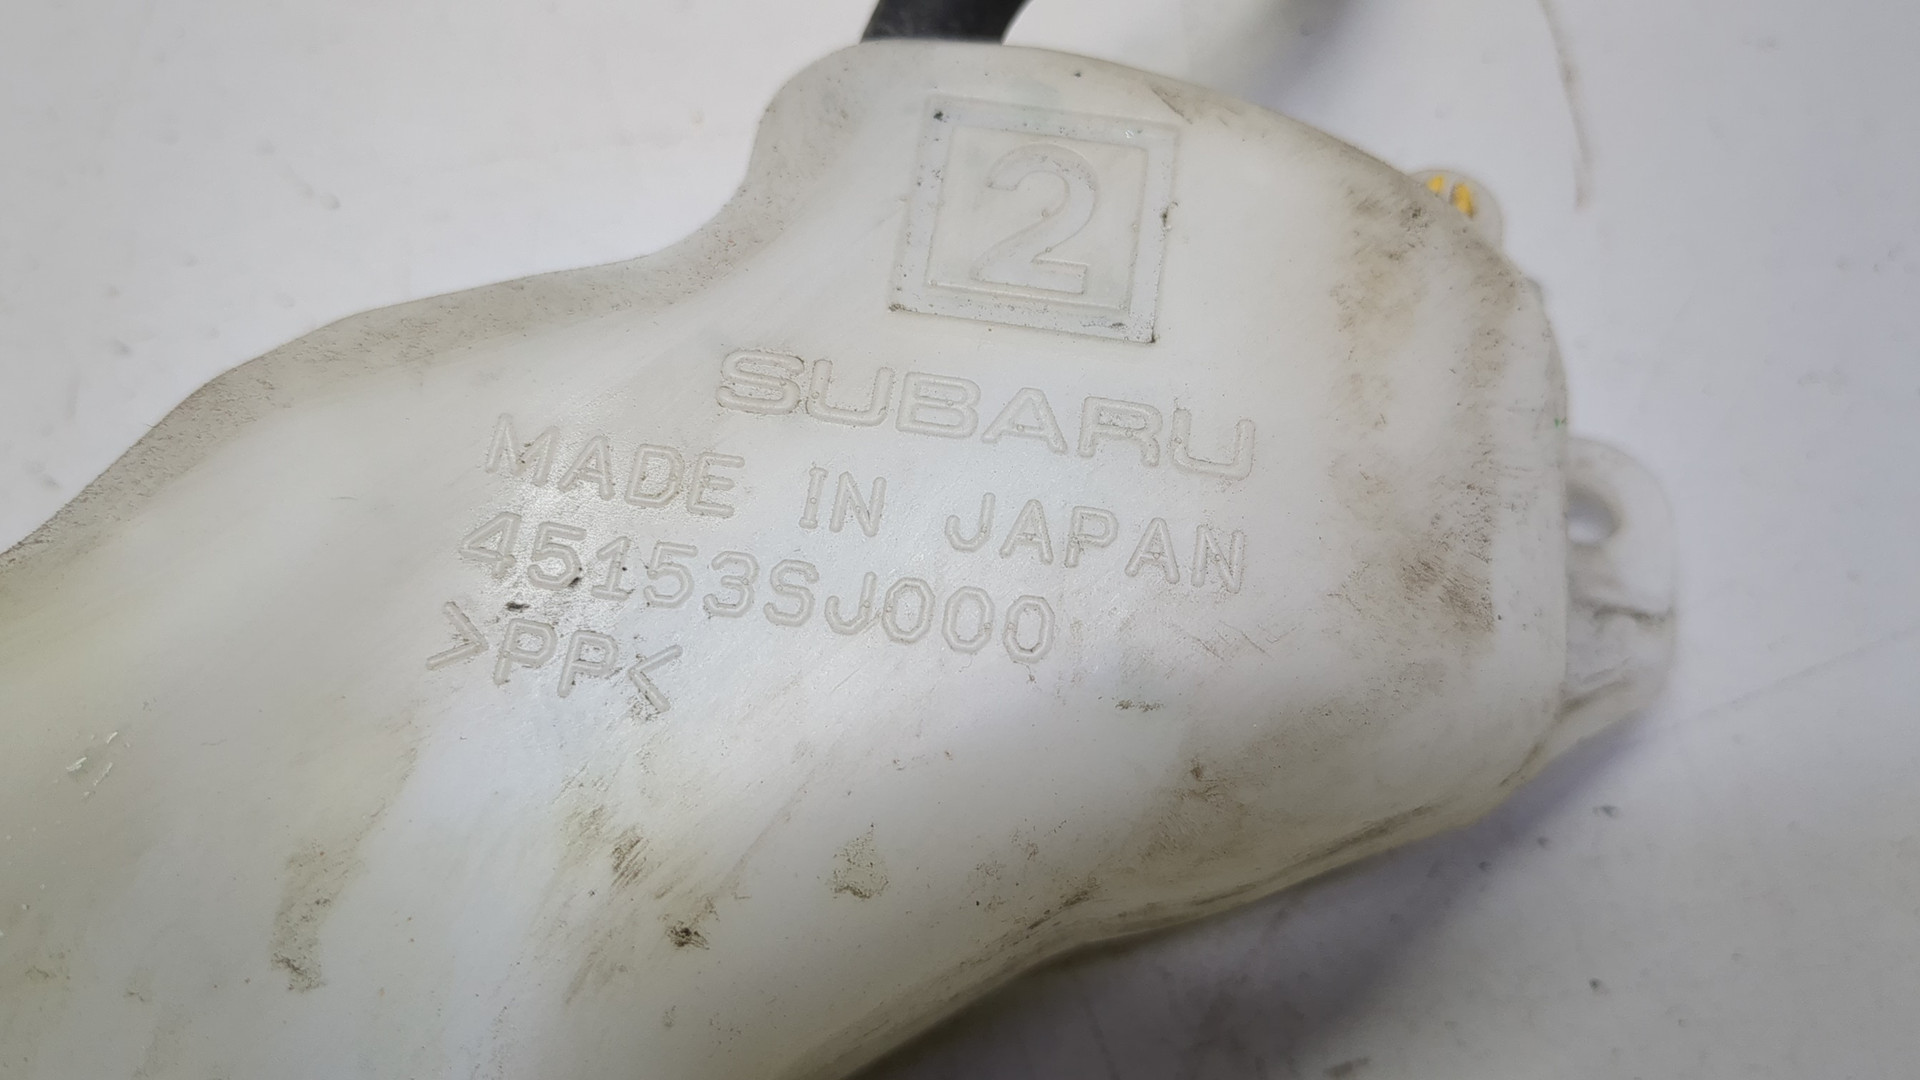 2
SUBARU
MADE IN JAPAN
45153SJ000
>PP<